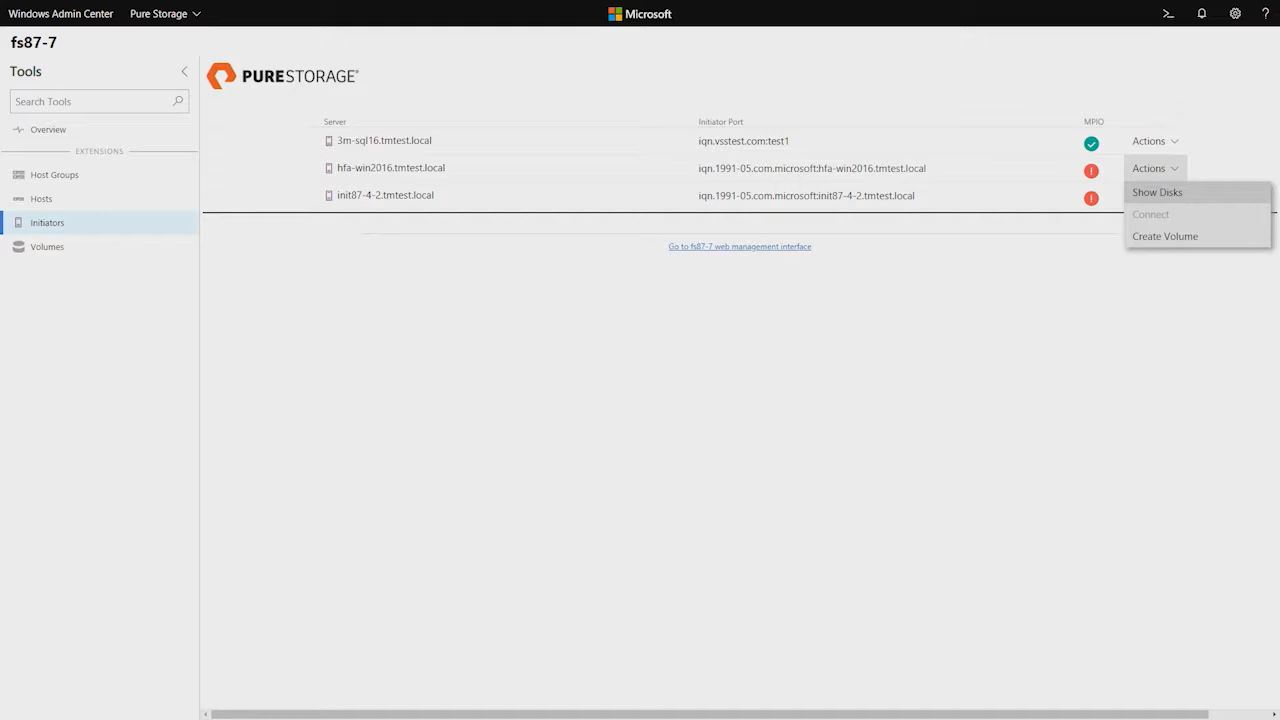 Windows Admin Center Pure Storage Microsoft ?
fs87-7
Tools
PURESTORAGE®
Search Tools
Server Initiator Port MPIO
Overview
3m-sql16.tmtest.local iqn.vsstest.com:test1 Actions
EXTENSIONS
hfa-win2016.tmtest.local iqn.1991-05.com.microsoft:hfa-win2016.tmtest.local Actions
Host Groups
init87-4-2.tmtest.local iqn.1991-05.com.microsoft:init87-4-2.tmtest.local
Show Disks
Hosts
Connect
Initiators
Create Volume
Volumes
Go to fs87-7 web management interface